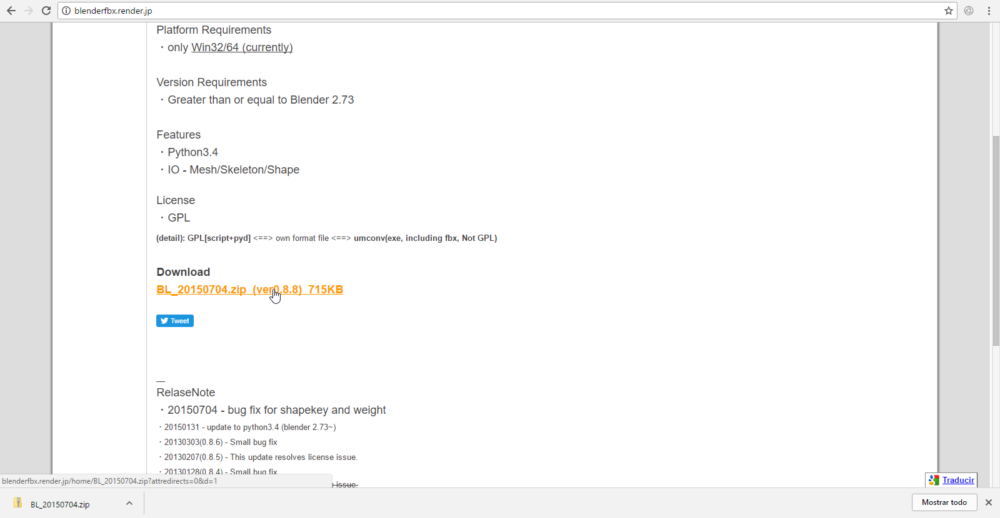 blenderfbx.render.jp
Platform Requirements
・only Win32/64 (currently)
Version Requirements
・Greater than or equal to Blender 2.73
Features
・Python3.4
・IO - Mesh/Skeleton/Shape
License
・GPL
(detail): GPL[script+pyd] <==> own format file <==> umconv(exe, including fbx, Not GPL)
Download
BL_20150704.zip (ver0.8.8) 715KB
Tweet
RelaseNote
・20150704 - bug fix for shapekey and weight
・20150131 - update to python3.4 (blender 2.73~)
・20130303(0.8.6) - Small bug fix
・20130207(0.8.5) - This update resolves license issue.
・20130128(0.8.4) - Small bug fix
issue.
blenderfbx.render.jp/home/BL_20150704.zip?attredirects=0&d=1
Traducir
BL_20150704.zip
Mostrar todo